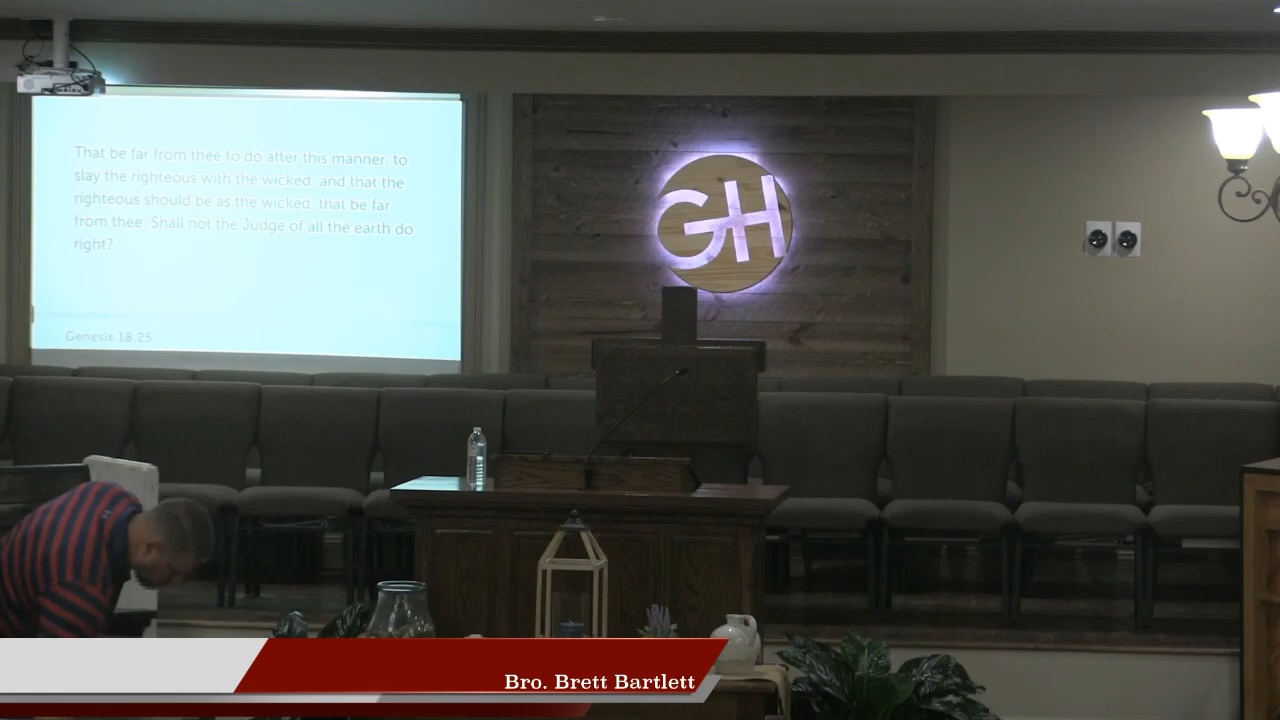 That be far from thee to do after this manner, to
slay the righteous with the wicked: and that the
righteous should be as the wicked, that be far
from thee: Shall not the Judge of all the earth do
right?
Genesis 18:25
GH
Bro. Brett Bartlett